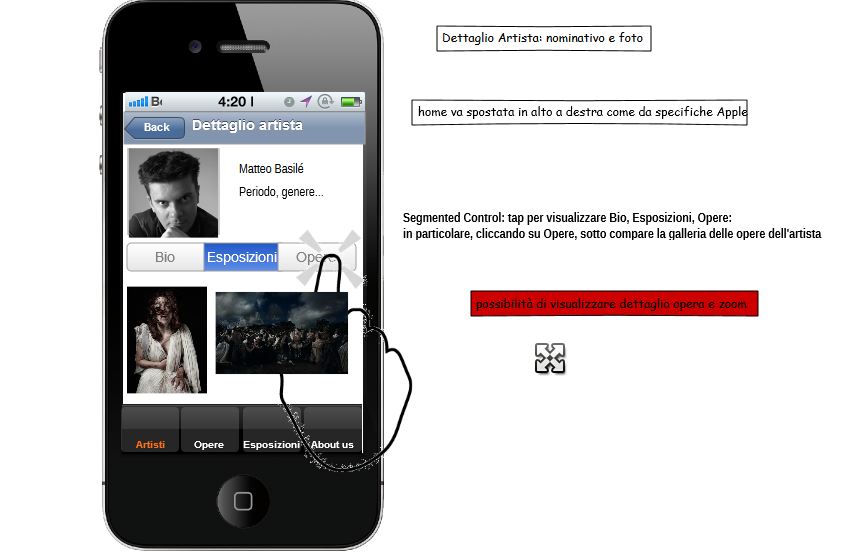 Be
4:20 I
Back
Dettaglio artista
Matteo Basilé
Periodo, genere...
Bio
Esposizioni
Opere
Artisti
Opere
Esposizioni
About us
Dettaglio Artista: nominativo e foto
home va spostata in alto a destra come da specifiche Apple
Segmented Control: tap per visualizzare Bio, Esposizioni, Opere:
in particolare, cliccando su Opere, sotto compare la galleria delle opere dell'artista
possibilità di visualizzare dettaglio opera e zoom